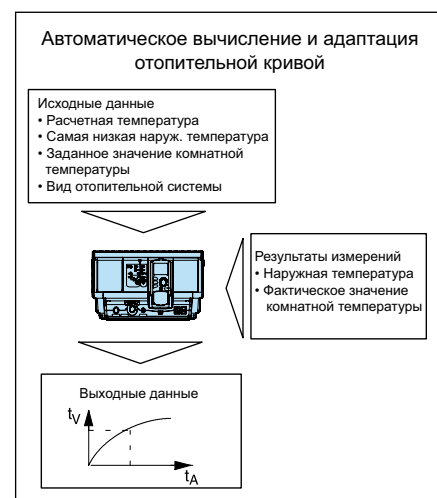 Автоматическое вычисление и адаптация
отопительной кривой
Исходные данные
• Расчетная температура
• Самая низкая наруж. температура
• Заданное значение комнатной
температуры
• Вид отопительной системы
Результаты измерений
• Наружная температура
• Фактическое значение
комнатной температуры
Выходные данные
tV
tA